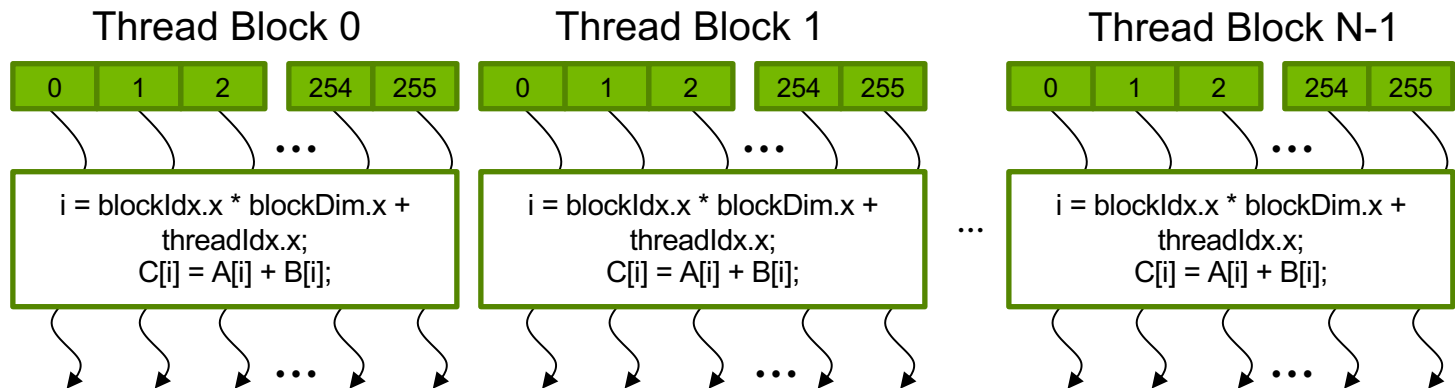 Thread Block 0
0 1 2 254 255
...
i = blockIdx.x * blockDim.x +
threadIdx.x;
C[i] = A[i] + B[i];
...
Thread Block 1
0 1 2 254 255
...
i = blockIdx.x * blockDim.x +
threadIdx.x;
C[i] = A[i] + B[i];
...
...
Thread Block N-1
0 1 2 254 255
...
i = blockIdx.x * blockDim.x +
threadIdx.x;
C[i] = A[i] + B[i];
...